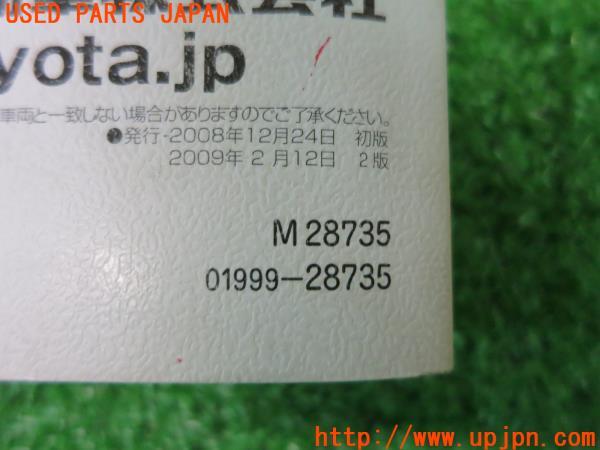 USED PARTS JAPAN
会社
yota.jp
車両と一致しない場合がありますのでご了承ください。
発行-2008年12月24日 初版
2009年 2月12日 2版
M 28735
01999-28735
http://www.upjpn.com/